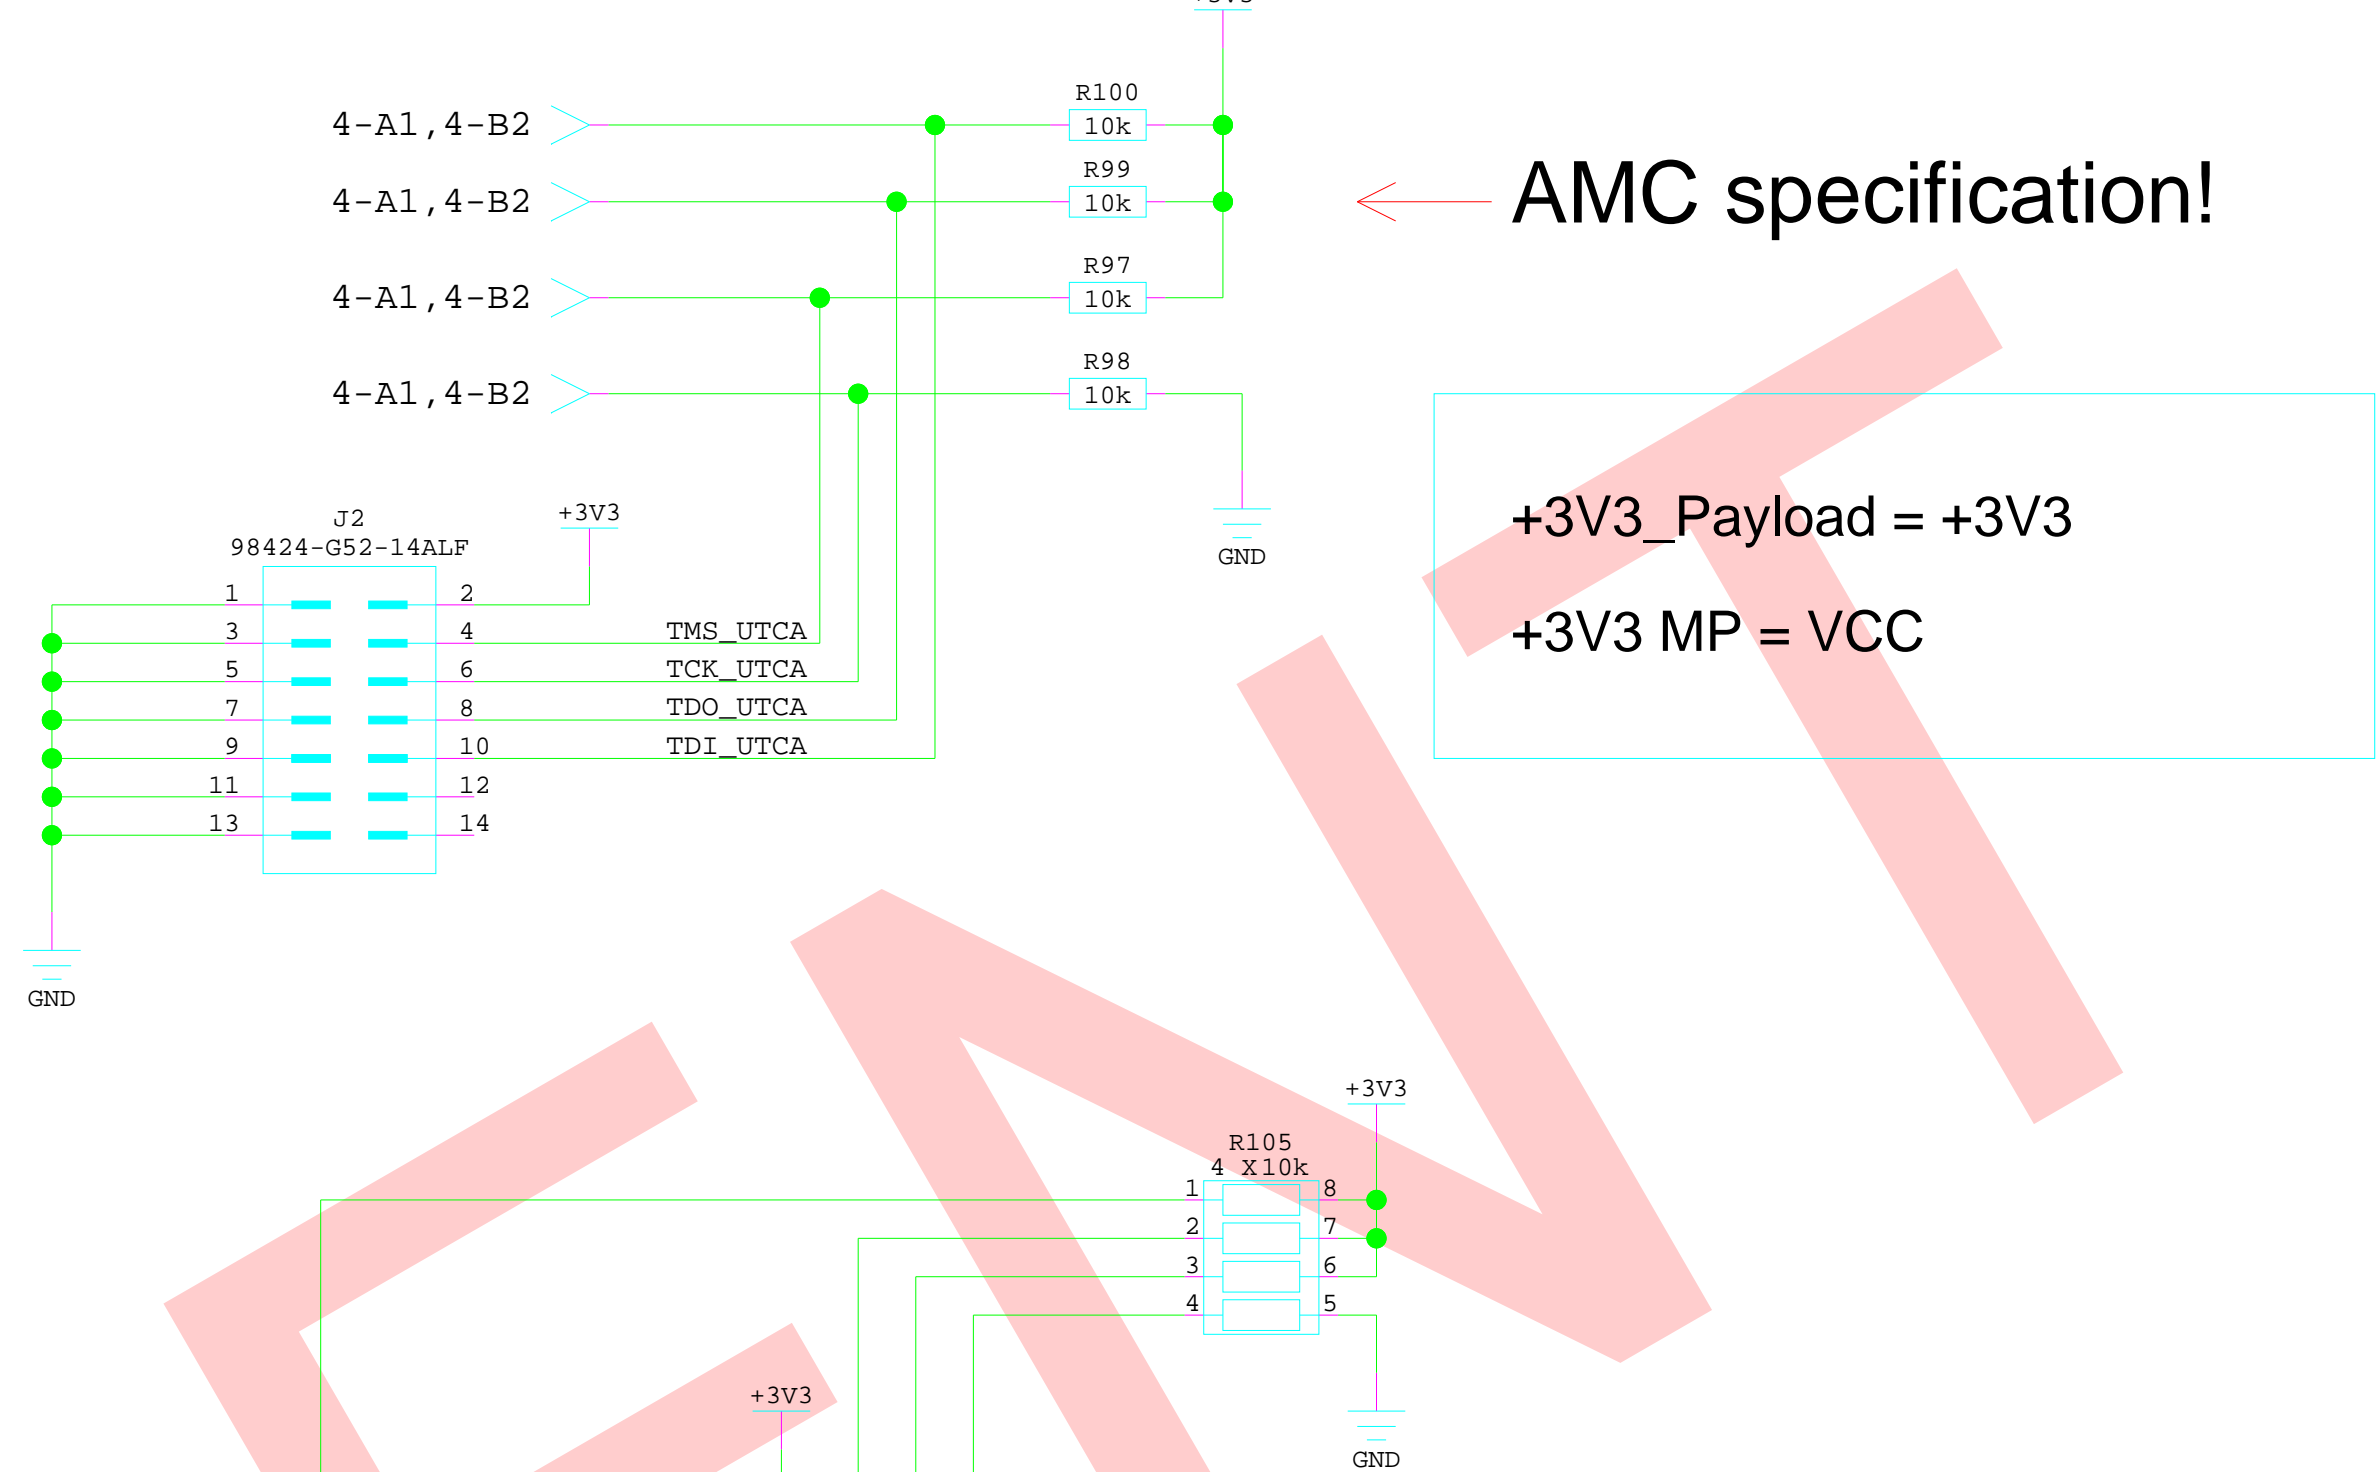 R100
4-A1,4-B2 10k
R99
4-A1,4-B2 10k
AMC specification!
R97
4-A1,4-B2 10k
R98
4-A1,4-B2 10k
GND
+3V3_Payload = +3V3
+3V3 MP = VCC
J2
98424-G52-14ALF
+3V3
1 2
3 4 TMS_UTCA
5 6 TCK_UTCA
7 8 TDO_UTCA
9 10 TDI_UTCA
11 12
13 14
GND
+3V3
R105
4 X10k
1 8
2 7
3 6
4 5
+3V3
GND